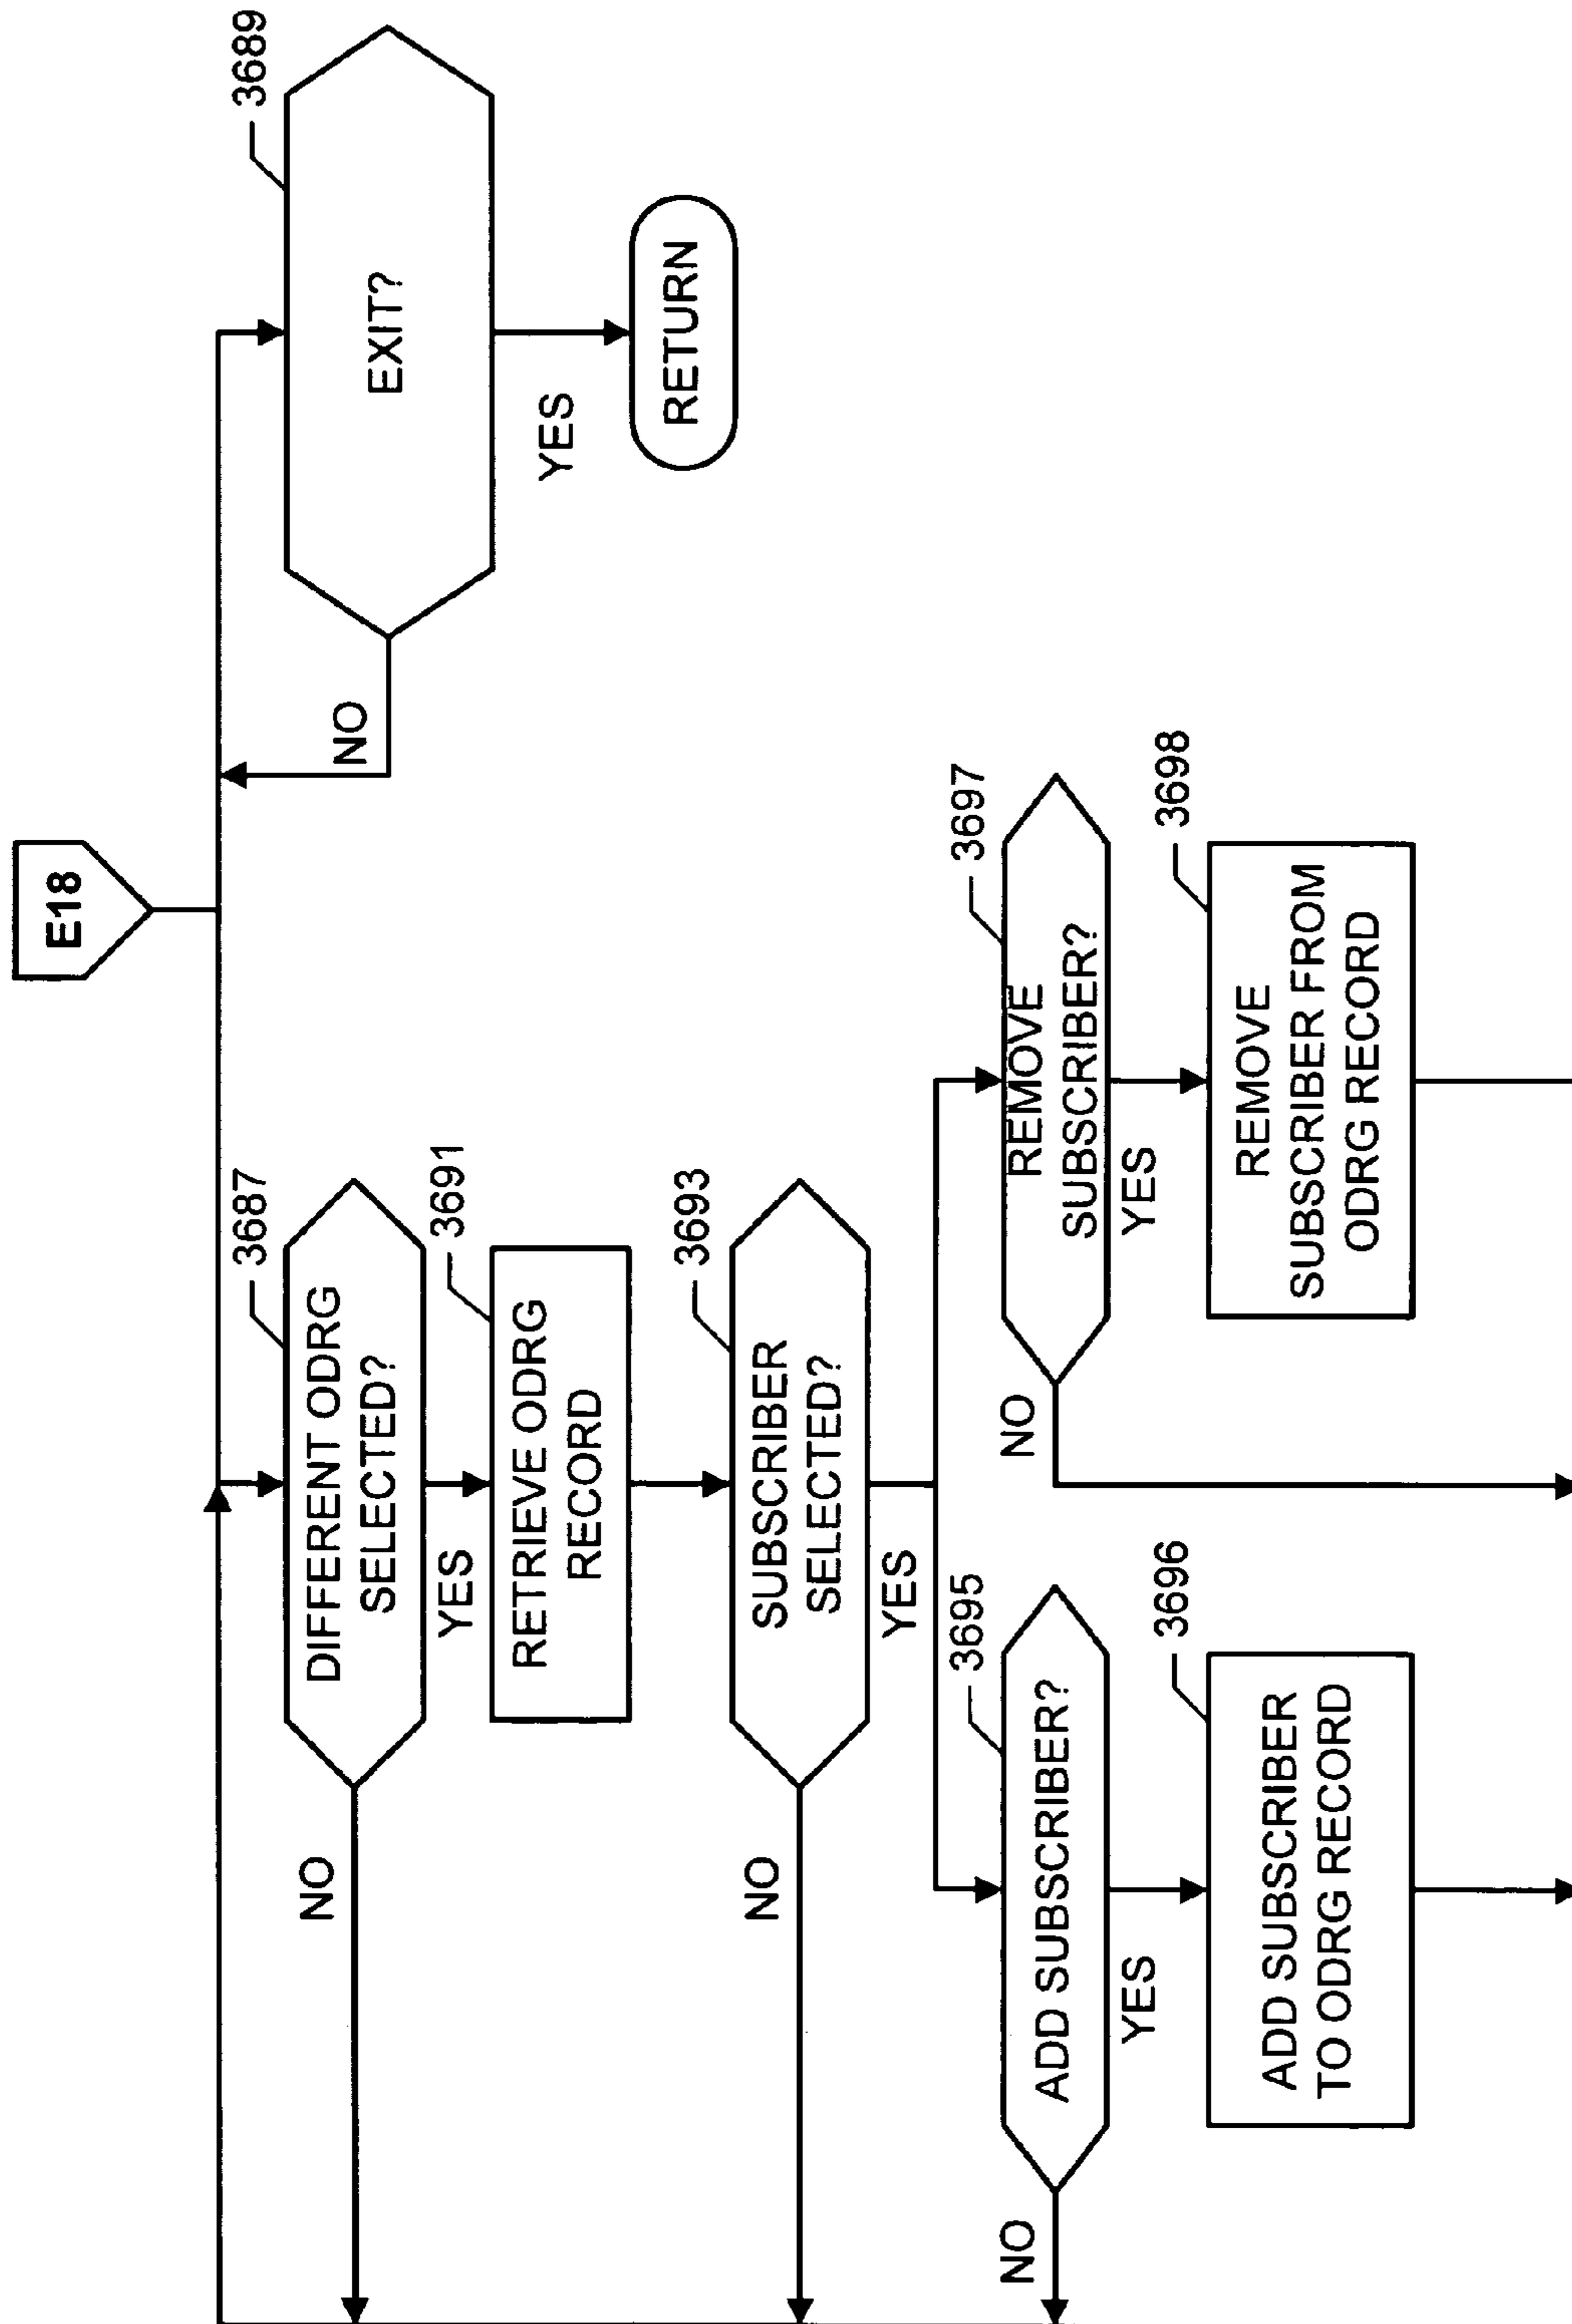 E18
3687
DIFFERENT ODRG
SELECTED?
NO
YES
3689
EXIT?
NO
YES
RETURN
3691
RETRIEVE ODRG
RECORD
3693
SUBSCRIBER
SELECTED?
NO
YES
3695
ADD SUBSCRIBER?
NO
YES
3696
ADD SUBSCRIBER
TO ODRG RECORD
3697
REMOVE
SUBSCRIBER?
NO
YES
3698
REMOVE
SUBSCRIBER FROM
ODRG RECORD